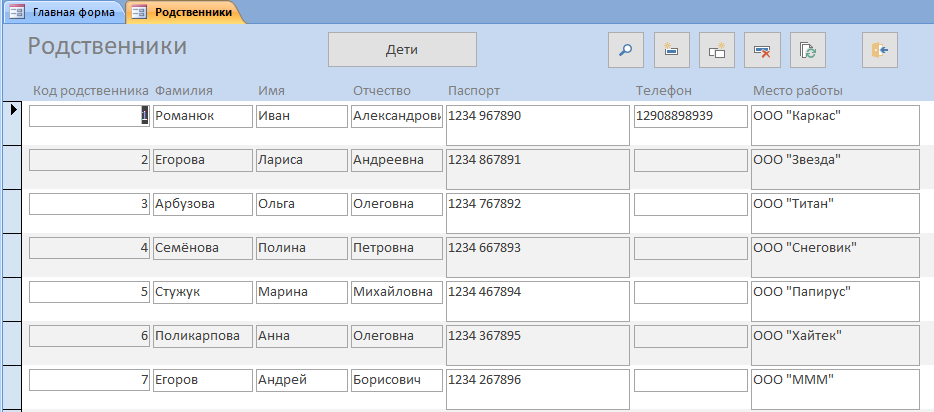 Главная форма Родственники
Родственники Дети
Код родственника Фамилия Имя Отчество Паспорт Телефон Место работы
1 Романюк Иван Александрови 1234 967890 12908898939 ООО "Каркас"
2 Егорова Лариса Андреевна 1234 867891 ООО "Звезда"
3 Арбузова Ольга Олеговна 1234 767892 ООО "Титан"
4 Семёнова Полина Петровна 1234 667893 ООО "Снеговик"
5 Стужук Марина Михайловна 1234 467894 ООО "Папирус"
6 Поликарпова Анна Олеговна 1234 367895 ООО "Хайтек"
7 Егоров Андрей Борисович 1234 267896 ООО "МММ"